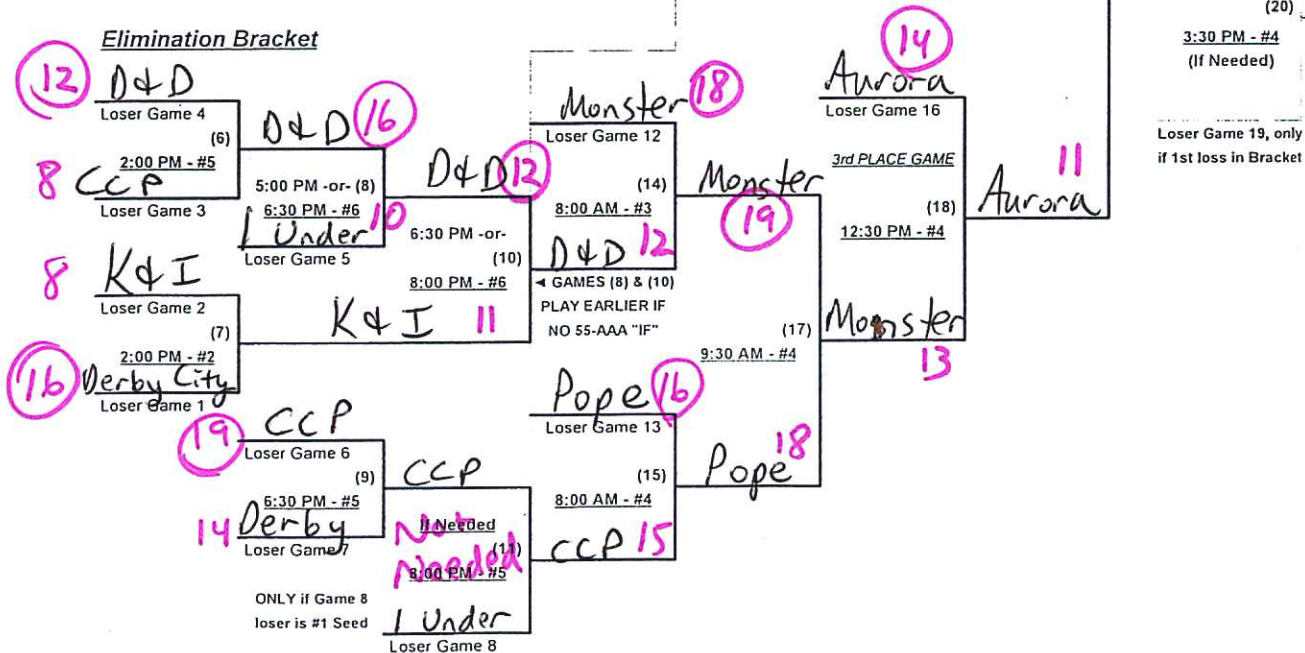 (20)
3:30 PM - #4
(If Needed)
Loser Game 19, only
if 1st loss in Bracket
Elimination Bracket
12 D & D
Loser Game 4
(6)
2:00 PM - #5
8 CCP
Loser Game 3
8 K & I
Loser Game 2
(7)
2:00 PM - #2
16 Derby City
Loser Game 1
D & D 16
5:00 PM -or- (8)
6:30 PM - #6
1 Under 10
Loser Game 5
D & D 12
6:30 PM -or-
(10)
8:00 PM - #6
K & I 11
19 CCP
Loser Game 6
(9)
6:30 PM - #5
14 Derby
Loser Game 7
CCP
If Needed
Not
Needed
(11)
8:00 PM - #5
ONLY if Game 8
loser is #1 Seed
1 Under
Loser Game 8
Monster 18
Loser Game 12
(14)
8:00 AM - #3
D & D 12
◄ GAMES (8) & (10)
PLAY EARLIER IF
NO 55-AAA "IF"
Pope 16
Loser Game 13
(15)
8:00 AM - #4
CCP 15
Monster
19
(17)
9:30 AM - #4
Pope 18
14
Aurora
Loser Game 16
3rd PLACE GAME
(18)
12:30 PM - #4
Monster
13
11
Aurora